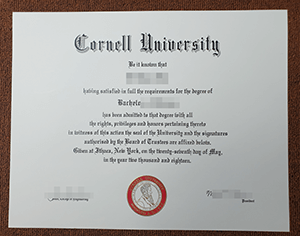 Cornell University
Be it known that
having satisfied in full the requirements for the degree of
Bachelo
has been admitted to that degree with all
the rights, privileges and honors pertaining thereto
in witness of this action the seal of the University and the signatures
authorized by the Board of Trustees are affixed below.
Given at Ithaca, New York, on the twenty-seventh day of May,
in the year two thousand and eighteen.
President